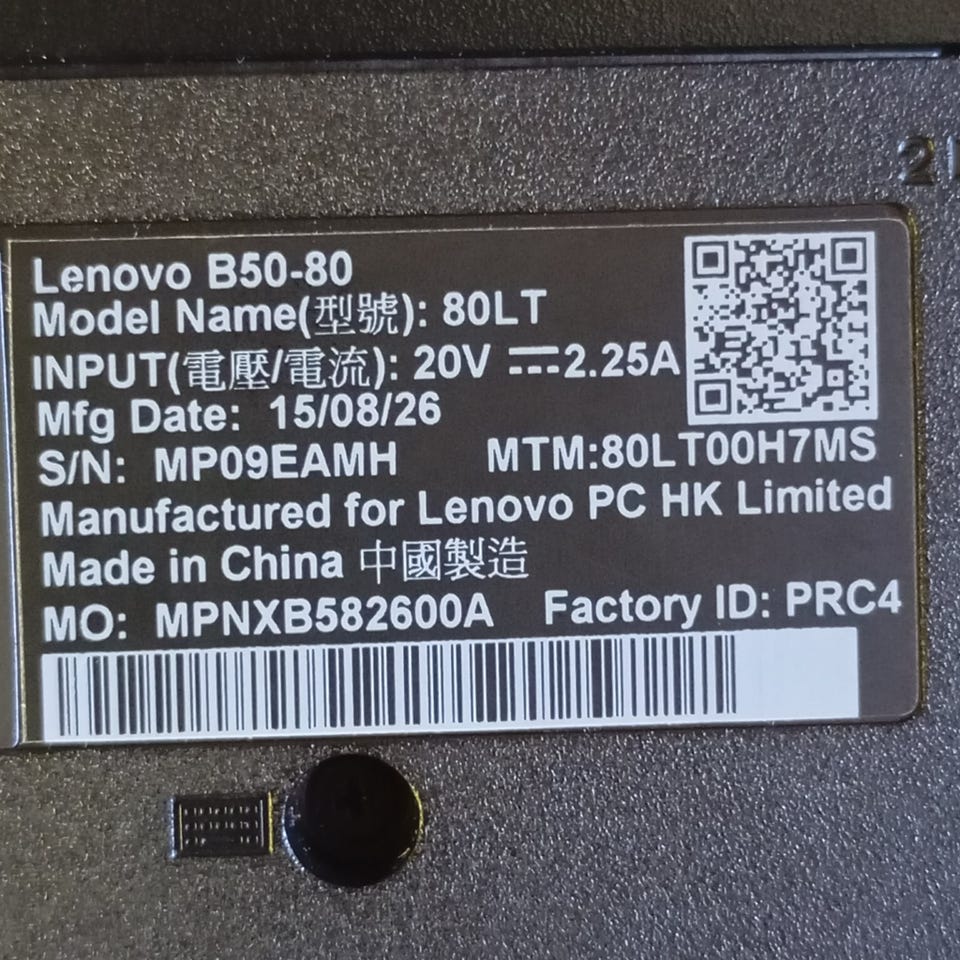 Lenovo B50-80
Model Name(型號): 80LT
INPUT(電壓/電流): 20V ⎓2.25A
Mfg Date: 15/08/26
S/N: MP09EAMH MTM:80LT00H7MS
Manufactured for Lenovo PC HK Limited
Made in China 中國製造
MO: MPNXB582600A Factory ID: PRC4